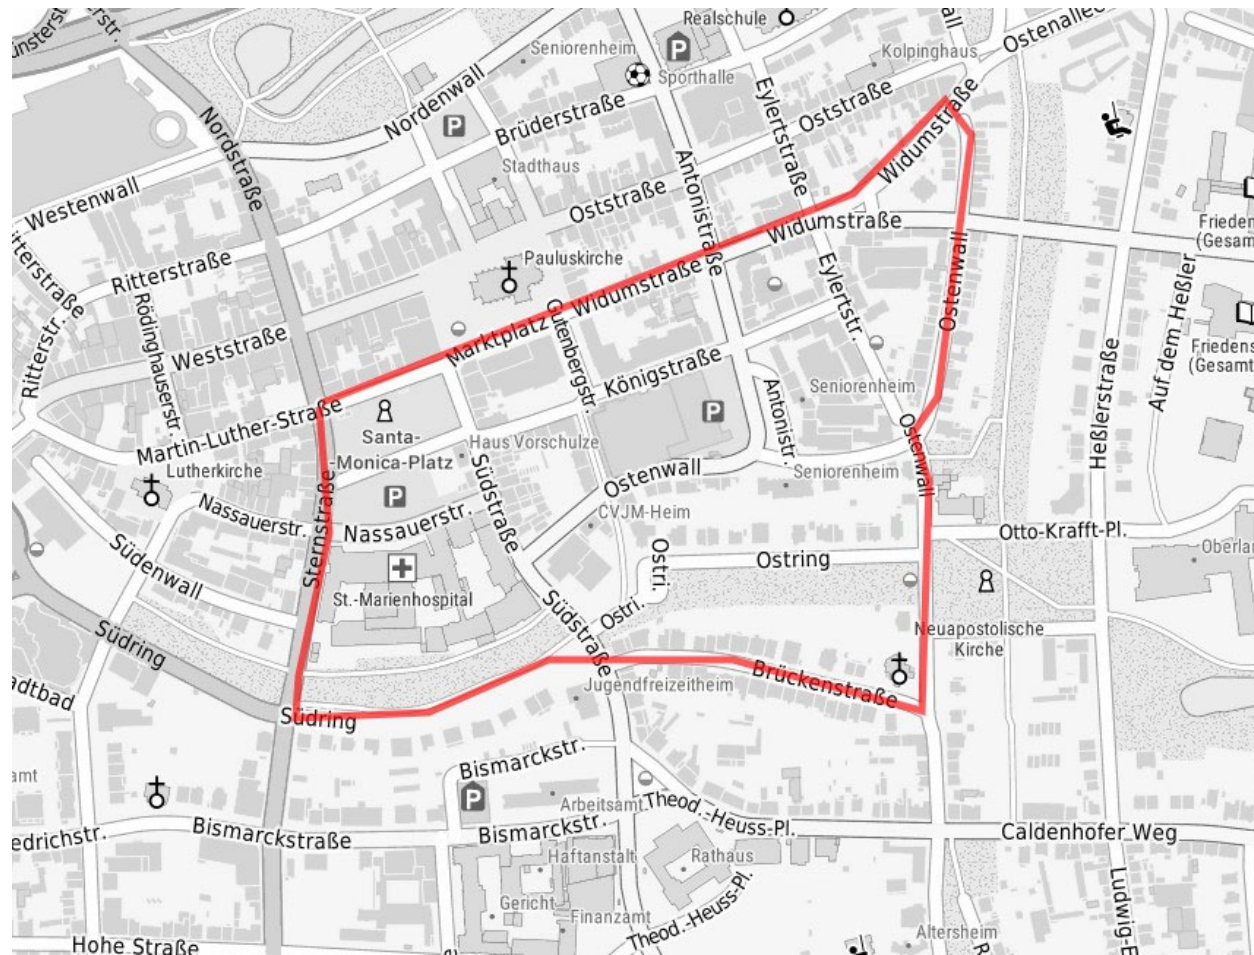 Realschule
Ostenallee
Seniorenheim
Kolpinghaus
P
Sporthalle
Nordenwall
Nordstraße
Brüderstraße
Eylertstraße
Oststraße
Widumstraße
P
Stadthaus
Antonistraße
Westenwall
Oststraße
Widumstraße
Frieden
(Gesam
Ritterstraße
Pauluskirche
Ostenwall
Eylertstr.
Auf dem Heßler
Ritterstr.
Rödinghauserstr.
Weststraße
Marktplatz
Widumstraße
Gutenbergstr.
Friedens
(Gesamt
Königstraße
Seniorenheim
Heßlerstraße
Martin-Luther-Straße
Santa-
-Monica-Platz
P
Antonistr.
Haus Vorschulze
Lutherkirche
Südstraße
Ostenwall
Seniorenheim
Ostenwall
P
Nassauerstr.
Nassauerstr.
CVJM-Heim
Otto-Krafft-Pl.
Sternstraße
Südenwall
Ostri.
Ostring
Oberlan
St.-Marienhospital
Südstraße
Ostri.
Südring
Neuapostolische
Kirche
adtbad
Jugendfreizeitheim
Brückenstraße
Südring
Bismarckstr.
amt
P
Arbeitsamt
Theod.-Heuss-Pl.
edrichstr.
Bismarckstraße
Bismarckstr.
Caldenhofer Weg
Haftanstalt
Rathaus
Gericht
Finanzamt
Theod.-Heuss-Pl.
Ludwig-E
Altersheim
Hohe Straße